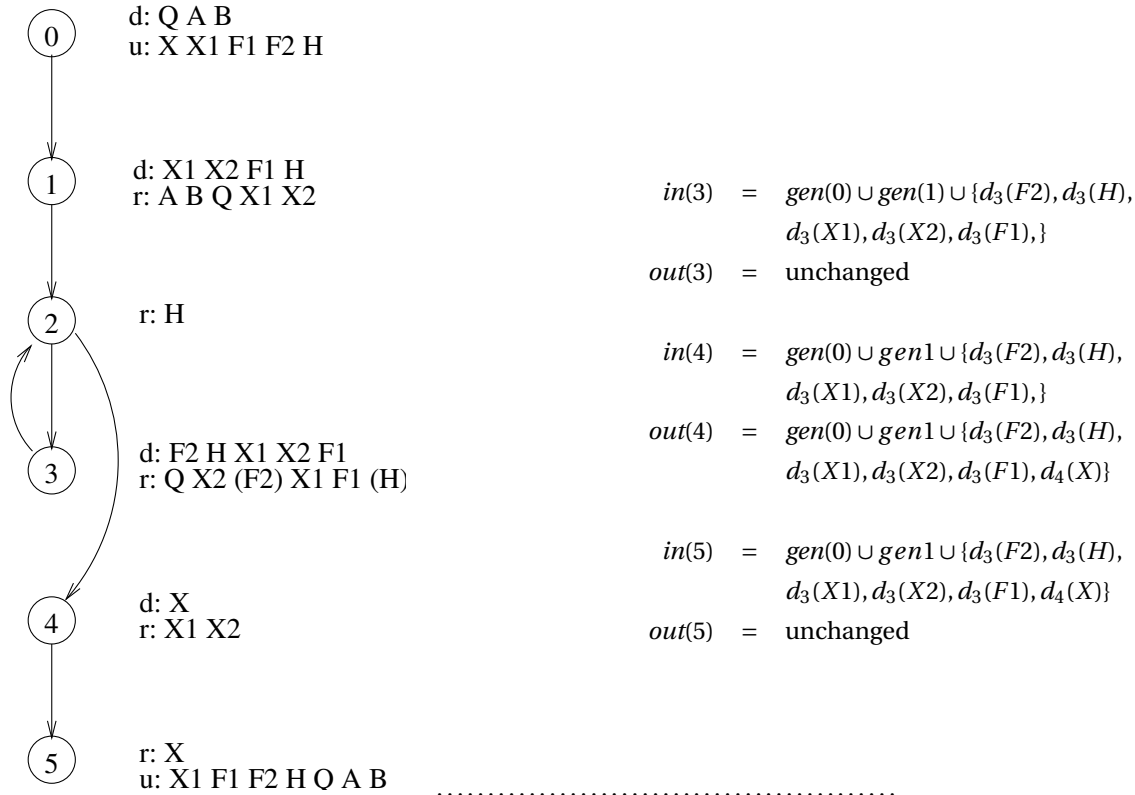 0
d: Q A B
u: X X1 F1 F2 H
1
d: X1 X2 F1 H
r: A B Q X1 X2
2
r: H
3
d: F2 H X1 X2 F1
r: Q X2 (F2) X1 F1 (H)
4
d: X
r: X1 X2
5
r: X
u: X1 F1 F2 H Q A B
in(3) = gen(0) ∪ gen(1) ∪ {d₃(F2), d₃(H),
d₃(X1), d₃(X2), d₃(F1),}
out(3) = unchanged
in(4) = gen(0) ∪ gen1 ∪ {d₃(F2), d₃(H),
d₃(X1), d₃(X2), d₃(F1),}
out(4) = gen(0) ∪ gen1 ∪ {d₃(F2), d₃(H),
d₃(X1), d₃(X2), d₃(F1), d₄(X)}
in(5) = gen(0) ∪ gen1 ∪ {d₃(F2), d₃(H),
d₃(X1), d₃(X2), d₃(F1), d₄(X)}
out(5) = unchanged
..............................................